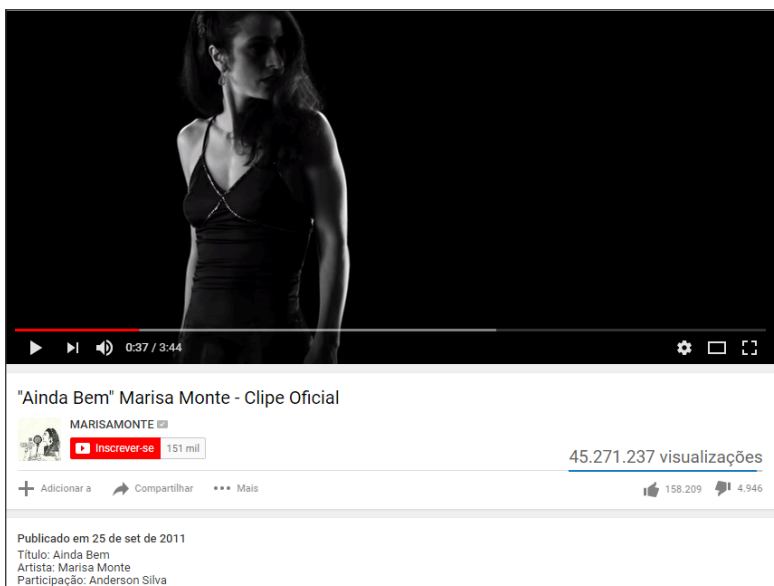 0:37 / 3:44
"Ainda Bem" Marisa Monte - Clipe Oficial
MARISAMONTE
Inscrever-se 151 mil
45.271.237 visualizações
Adicionar a Compartilhar Mais 158.209 4.946
Publicado em 25 de set de 2011
Título: Ainda Bem
Artista: Marisa Monte
Participação: Anderson Silva